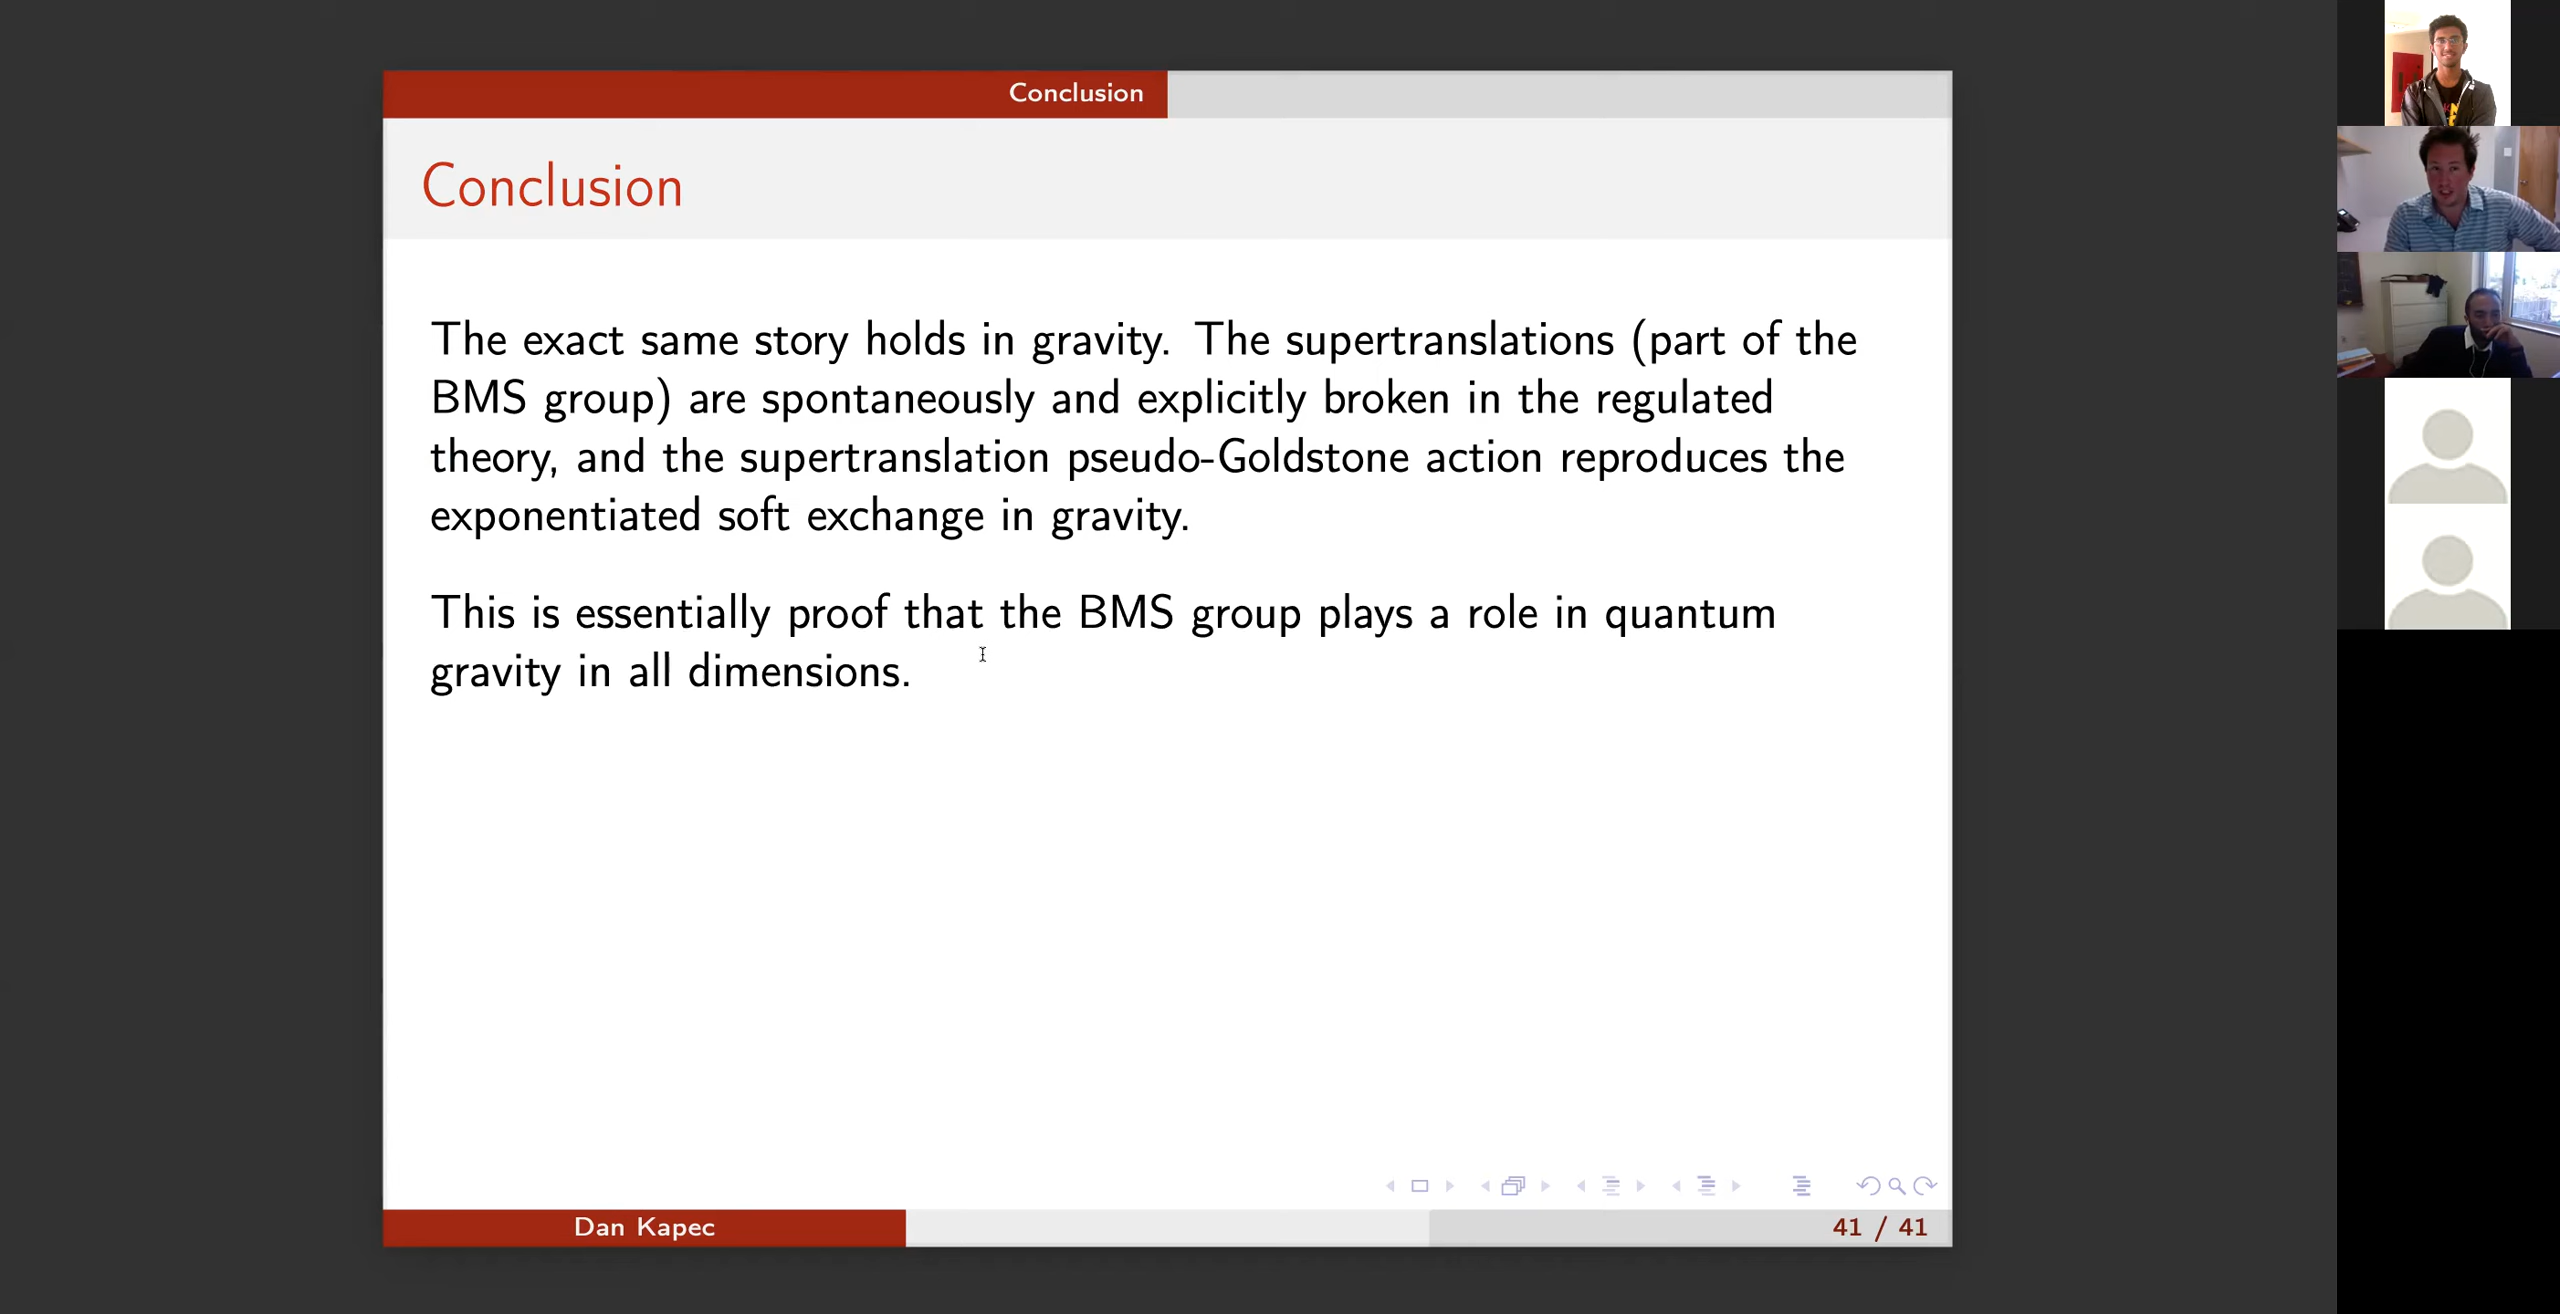 Conclusion
Conclusion
The exact same story holds in gravity. The supertranslations (part of the
BMS group) are spontaneously and explicitly broken in the regulated
theory, and the supertranslation pseudo-Goldstone action reproduces the
exponentiated soft exchange in gravity.
This is essentially proof that the BMS group plays a role in quantum
gravity in all dimensions.
Dan Kapec
41 / 41